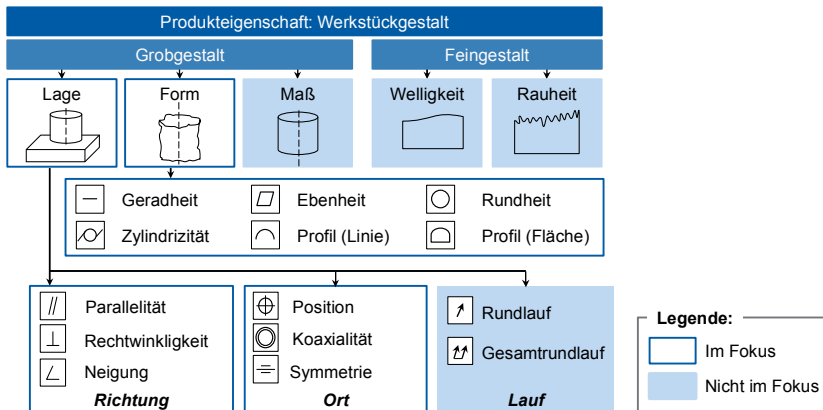 Produkteigenschaft: Werkstückgestalt
Grobgestalt
Feingestalt
Lage
Form
Maß
Welligkeit
Rauheit
Geradheit
Ebenheit
Rundheit
Zylindrizität
Profil (Linie)
Profil (Fläche)
Parallelität
Rechtwinkligkeit
Neigung
Richtung
Position
Koaxialität
Symmetrie
Ort
Rundlauf
Gesamtrundlauf
Lauf
Legende:
Im Fokus
Nicht im Fokus